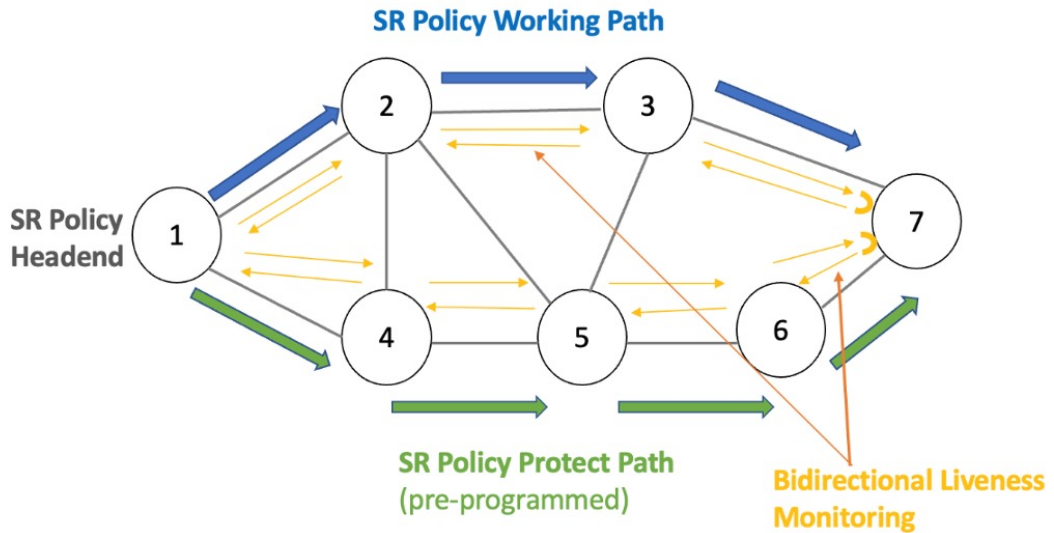 SR Policy Working Path
2
3
SR Policy
Headend
1
7
4
5
6
SR Policy Protect Path
(pre-programmed)
Bidirectional Liveness
Monitoring